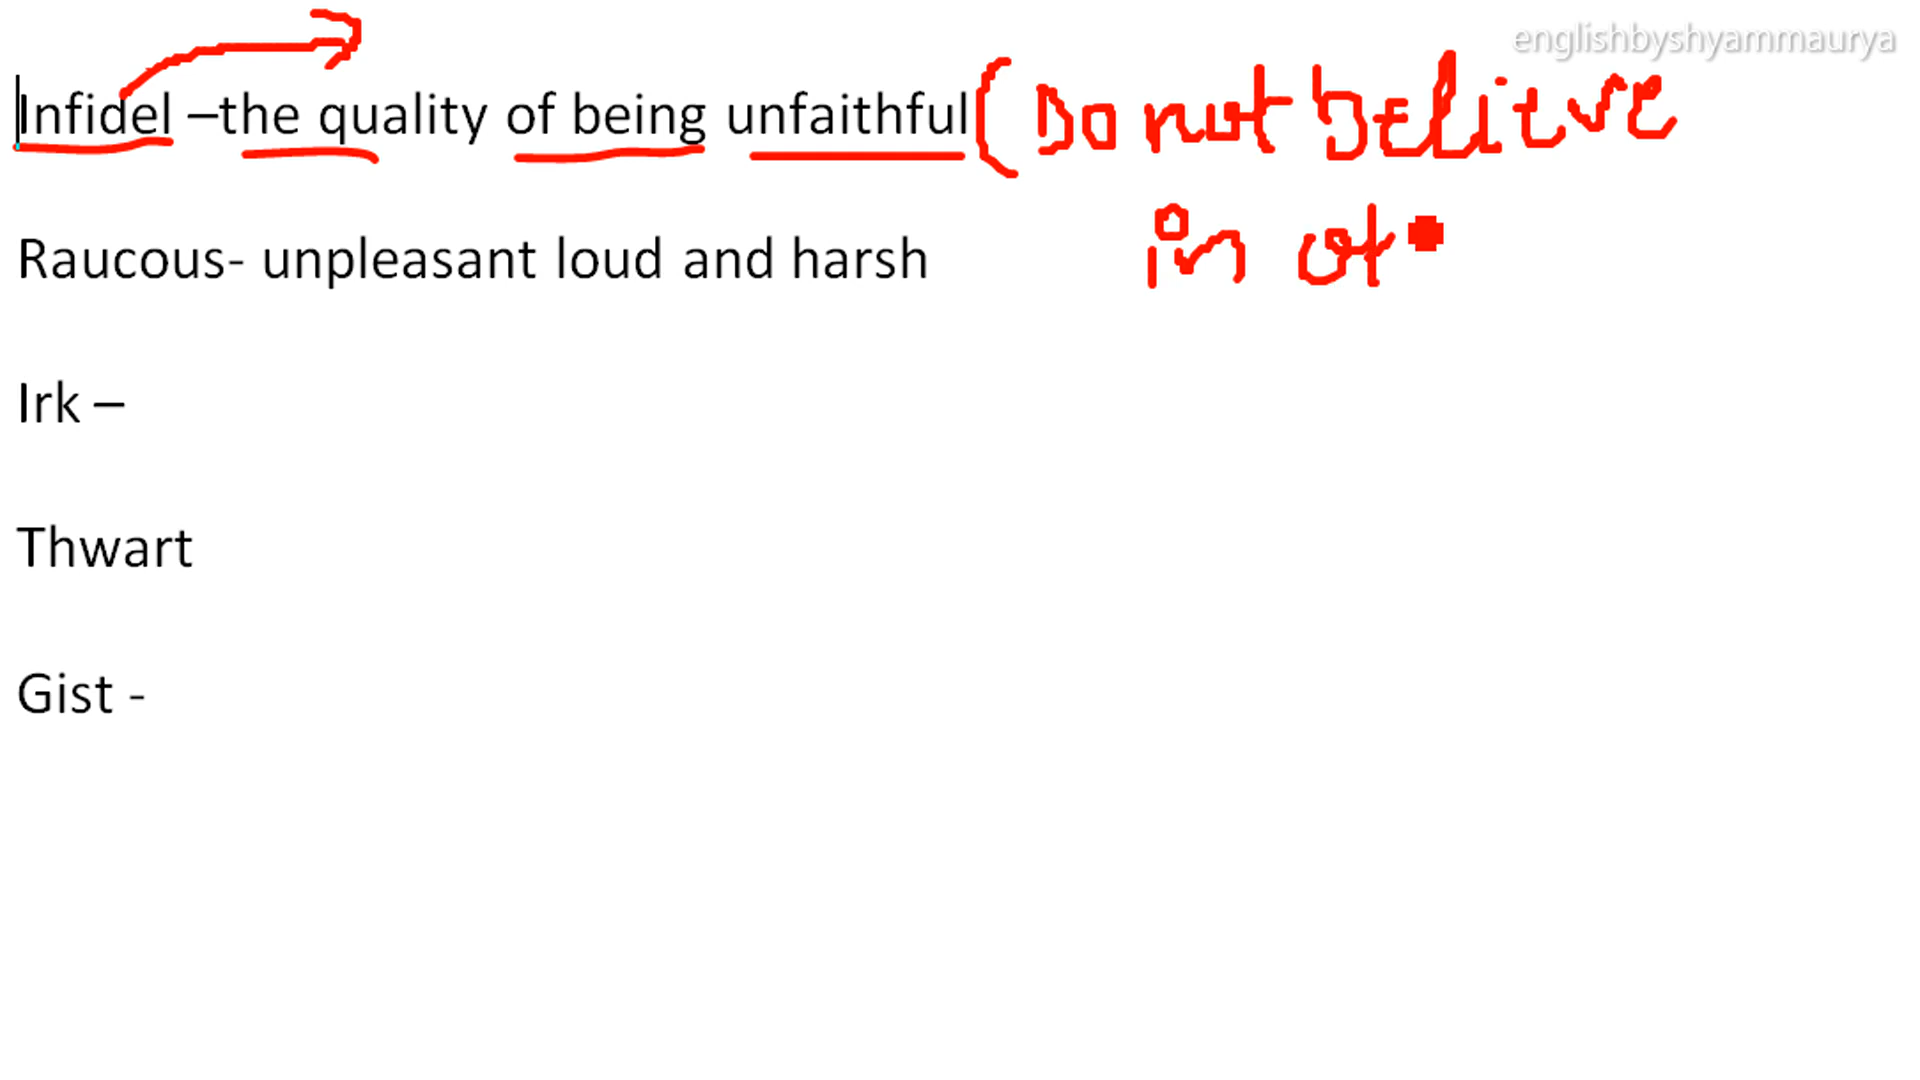 englishbyshyammaurya
Infidel –the quality of being unfaithful ( Do not believe
in ot
Raucous- unpleasant loud and harsh
Irk –
Thwart
Gist -